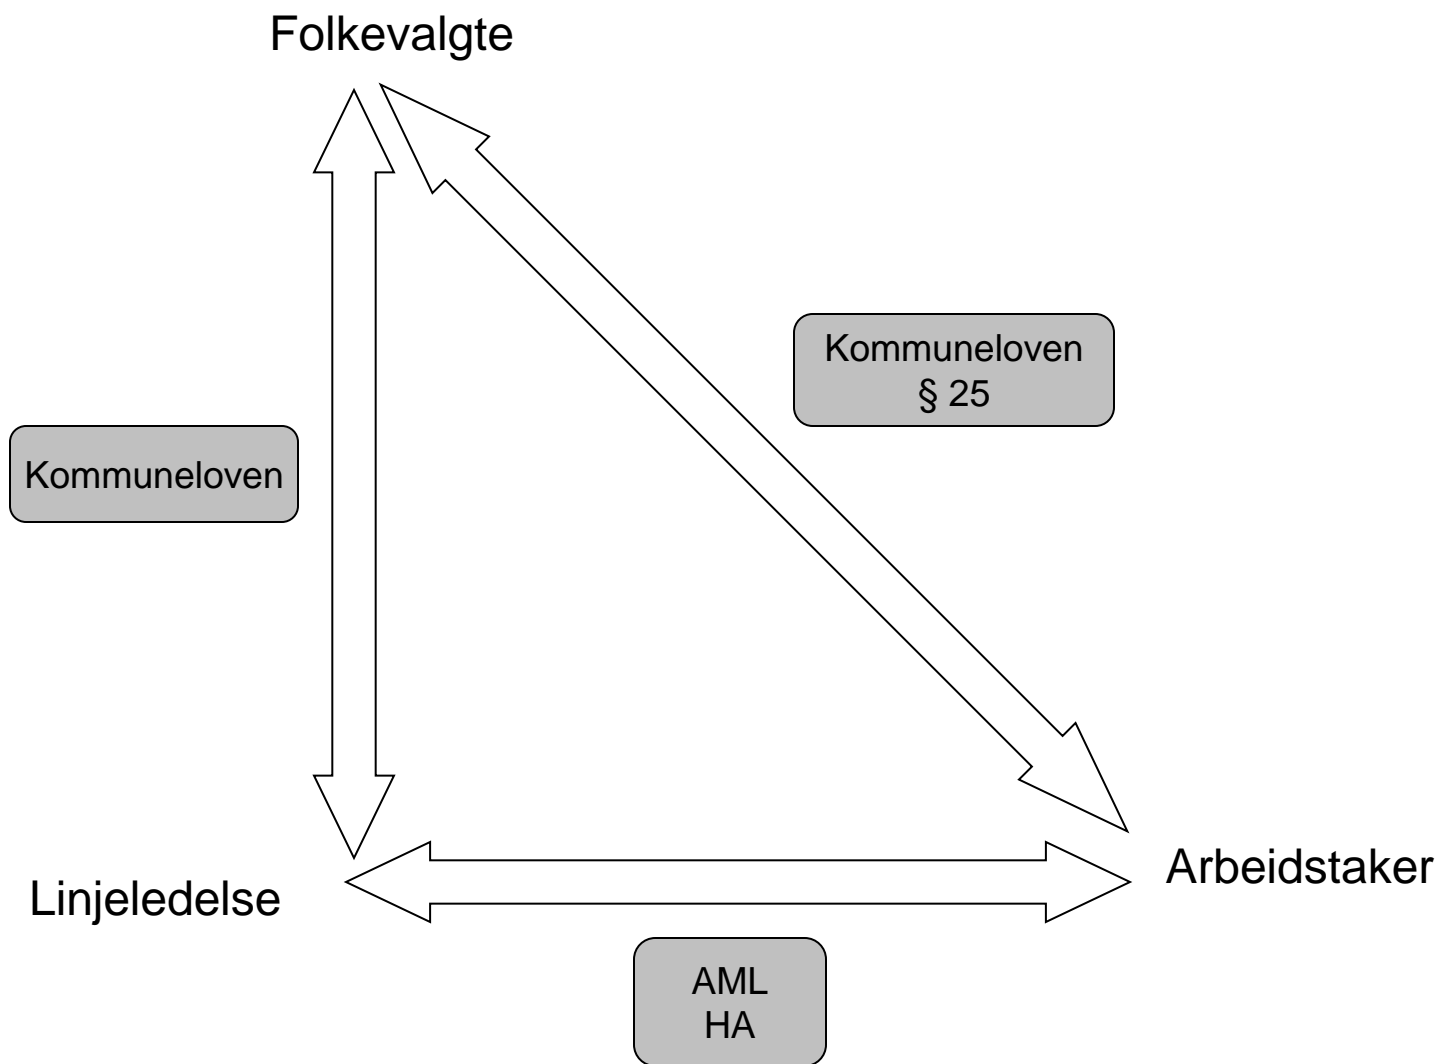 Folkevalgte
Kommuneloven
§ 25
Kommuneloven
Arbeidstaker
Linjeledelse
AML
HA